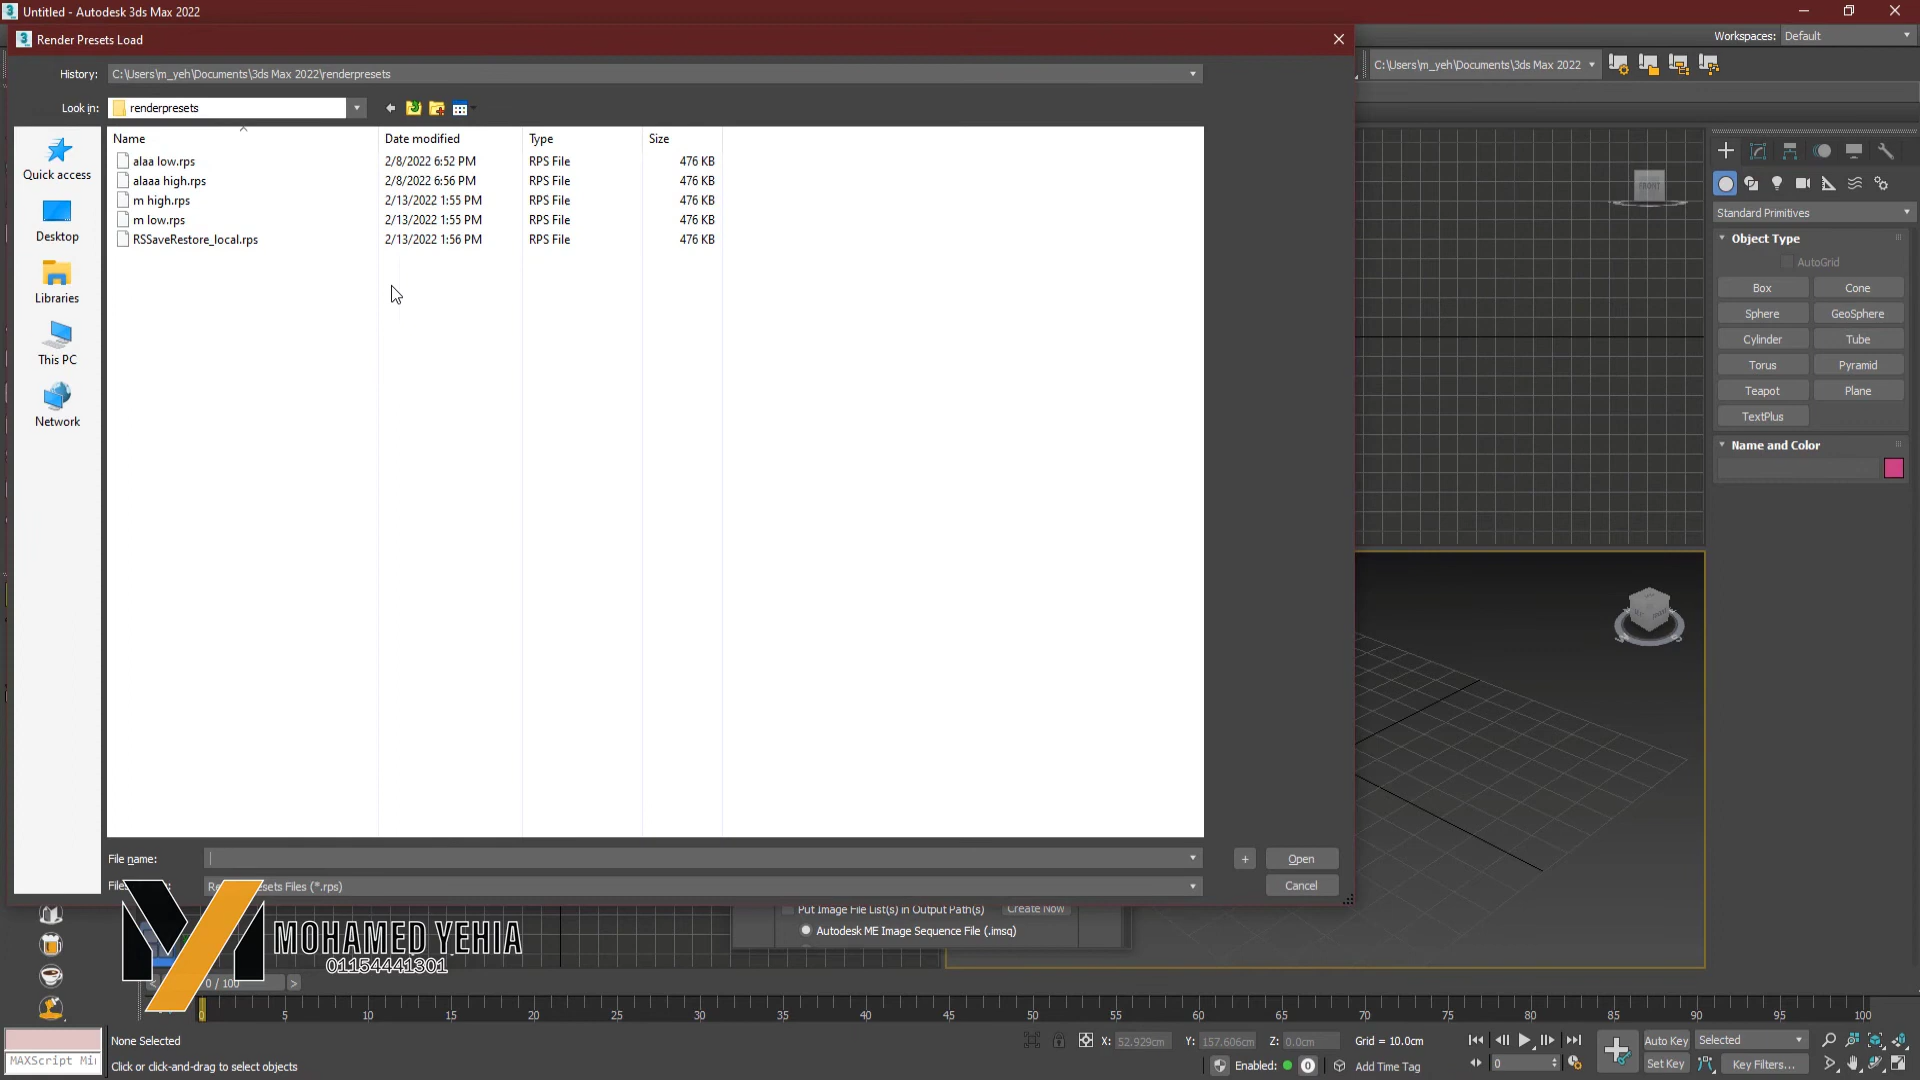 Untitled - Autodesk 3ds Max 2022
Render Presets Load
Workspaces: Default
History: C:\Users\m_yeh\Documents\3ds Max 2022\renderpresets
C:\Users\m_yeh\Documents\3ds Max 2022
Look in: renderpresets
Name Date modified Type Size
alaa low.rps 2/8/2022 6:52 PM RPS File 476 KB
alaaa high.rps 2/8/2022 6:56 PM RPS File 476 KB
m high.rps 2/13/2022 1:55 PM RPS File 476 KB
m low.rps 2/13/2022 1:55 PM RPS File 476 KB
RSSaveRestore_local.rps 2/13/2022 1:56 PM RPS File 476 KB
Quick access
Desktop
Libraries
This PC
Network
FRONT
Standard Primitives
Object Type
AutoGrid
Box Cone
Sphere GeoSphere
Cylinder Tube
Torus Pyramid
Teapot Plane
TextPlus
Name and Color
File name:
+ Open
Cancel
Put Image File List(s) in Output Path(s) Create Now
Autodesk ME Image Sequence File (.imsq)
MOHAMED YEHIA
01154441301
< 0 / 100 >
0 5 10 15 20 25 30 35 40 45 50 55 60 65 70 75 80 85 90 95 100
None Selected
X: 52.929cm Y: 157.606cm Z: 0.0cm Grid = 10.0cm
Auto Key Selected
MAXScript Mi
Click or click-and-drag to select objects
Enabled: 0 Add Time Tag
0
Set Key Key Filters...